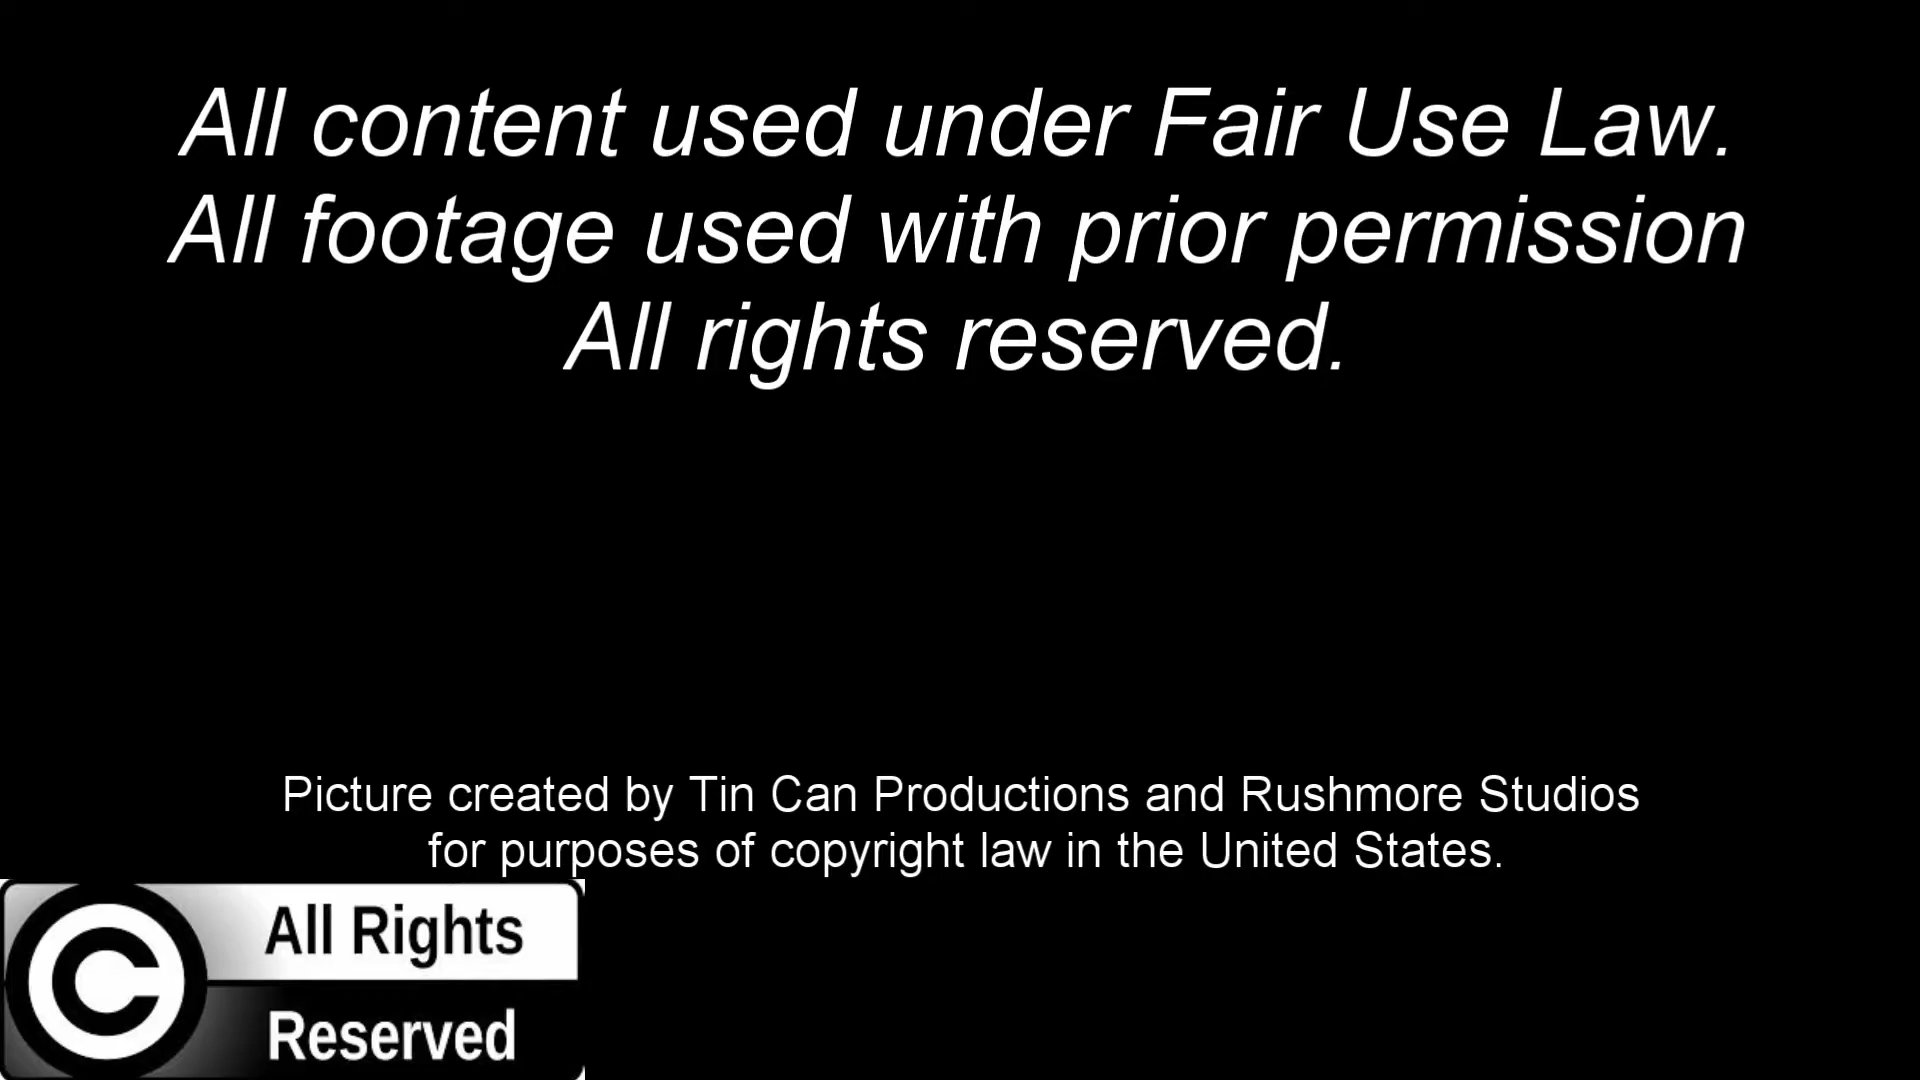 All content used under Fair Use Law.
All footage used with prior permission
All rights reserved.
Picture created by Tin Can Productions and Rushmore Studios
for purposes of copyright law in the United States.
C
All Rights
Reserved